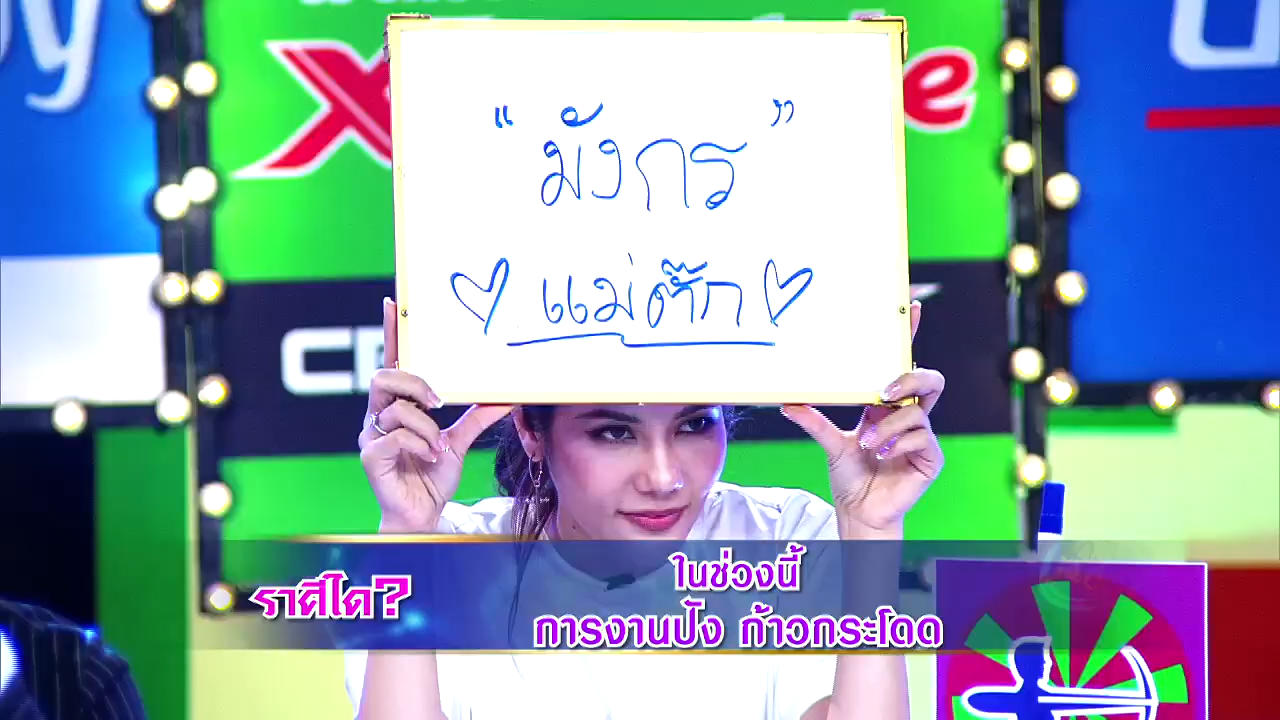 "มังกร"
♡ แม่ตั๊ก ♡
ราศีใด?
ในช่วงนี้
การงานปัง ก้าวกระโดด